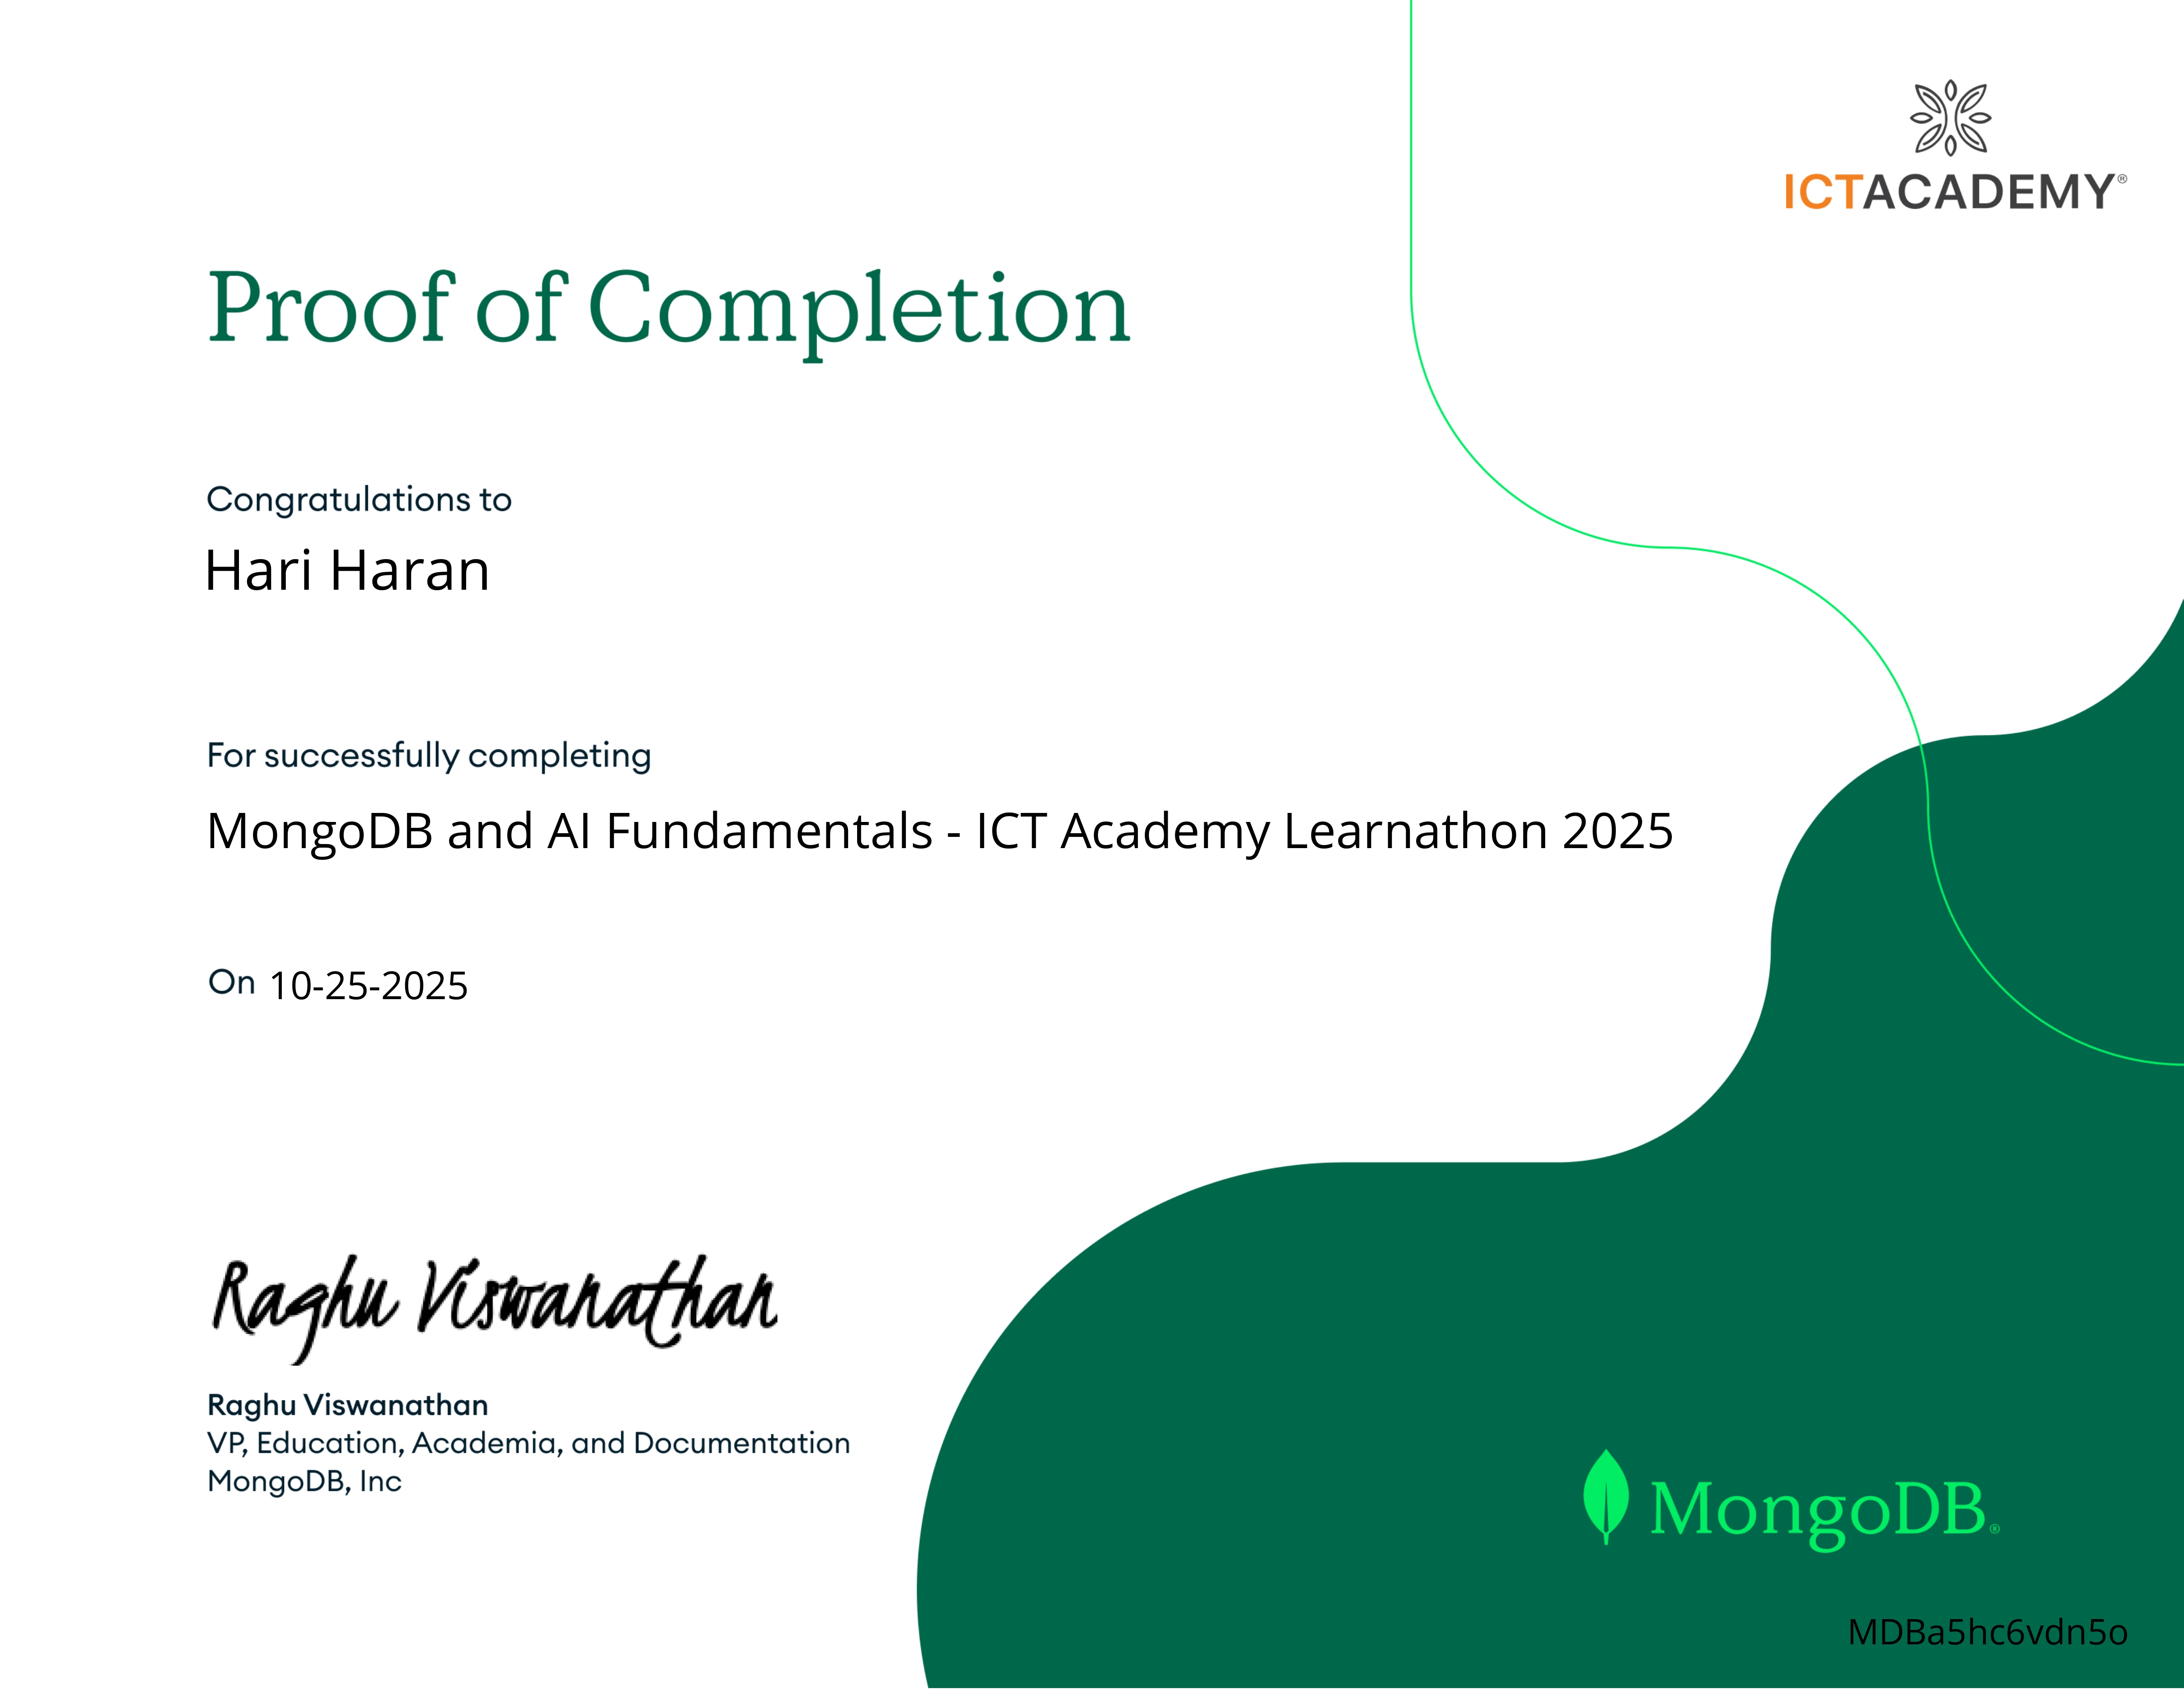 ICTACADEMY®
Proof of Completion
Congratulations to
Hari Haran
For successfully completing
MongoDB and AI Fundamentals - ICT Academy Learnathon 2025
On 10-25-2025
Raghu Viswanathan
Raghu Viswanathan
VP, Education, Academia, and Documentation
MongoDB, Inc
MongoDB®
MDBa5hc6vdn5o